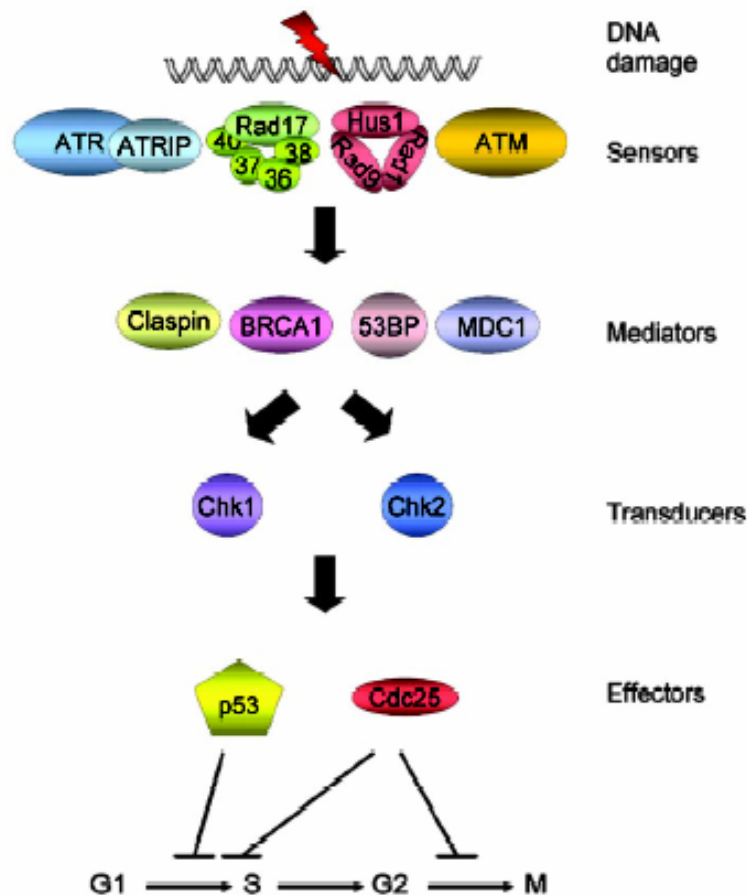 DNA
damage
ATR
ATRIP
Rad17
40
38
37
36
Hus1
Rad9
Rad1
ATM
Sensors
Claspin
BRCA1
53BP
MDC1
Mediators
Chk1
Chk2
Transducers
p53
Cdc25
Effectors
G1
S
G2
M